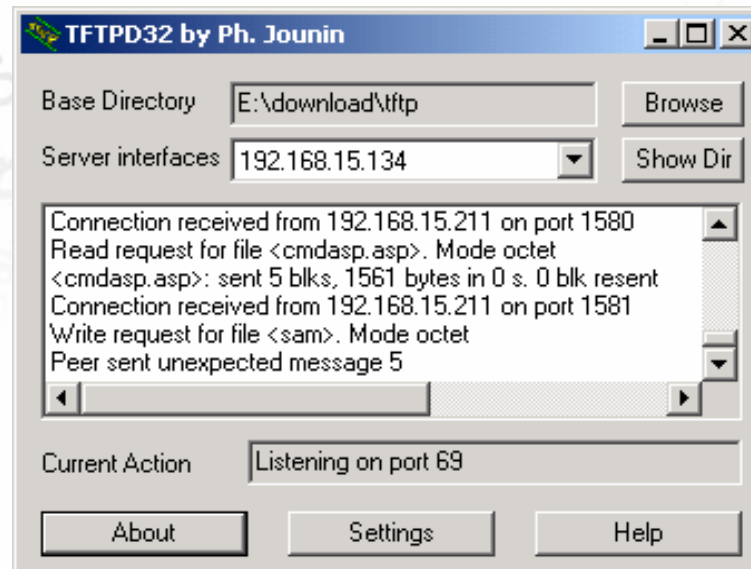 TFTPD32 by Ph. Jounin
Base Directory E:\download\tftp Browse
Server interfaces 192.168.15.134 Show Dir
Connection received from 192.168.15.211 on port 1580
Read request for file <cmdasp.asp>. Mode octet
<cmdasp.asp>: sent 5 blks, 1561 bytes in 0 s. 0 blk resent
Connection received from 192.168.15.211 on port 1581
Write request for file <sam>. Mode octet
Peer sent unexpected message 5
Current Action Listening on port 69
About Settings Help